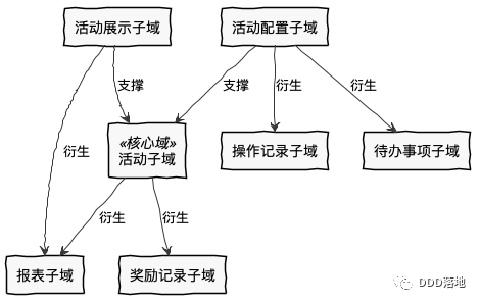 活动展示子域
活动配置子域
支撑
支撑
衍生
衍生
衍生
«核心域»
活动子域
操作记录子域
待办事项子域
衍生
衍生
报表子域
奖励记录子域
DDD落地